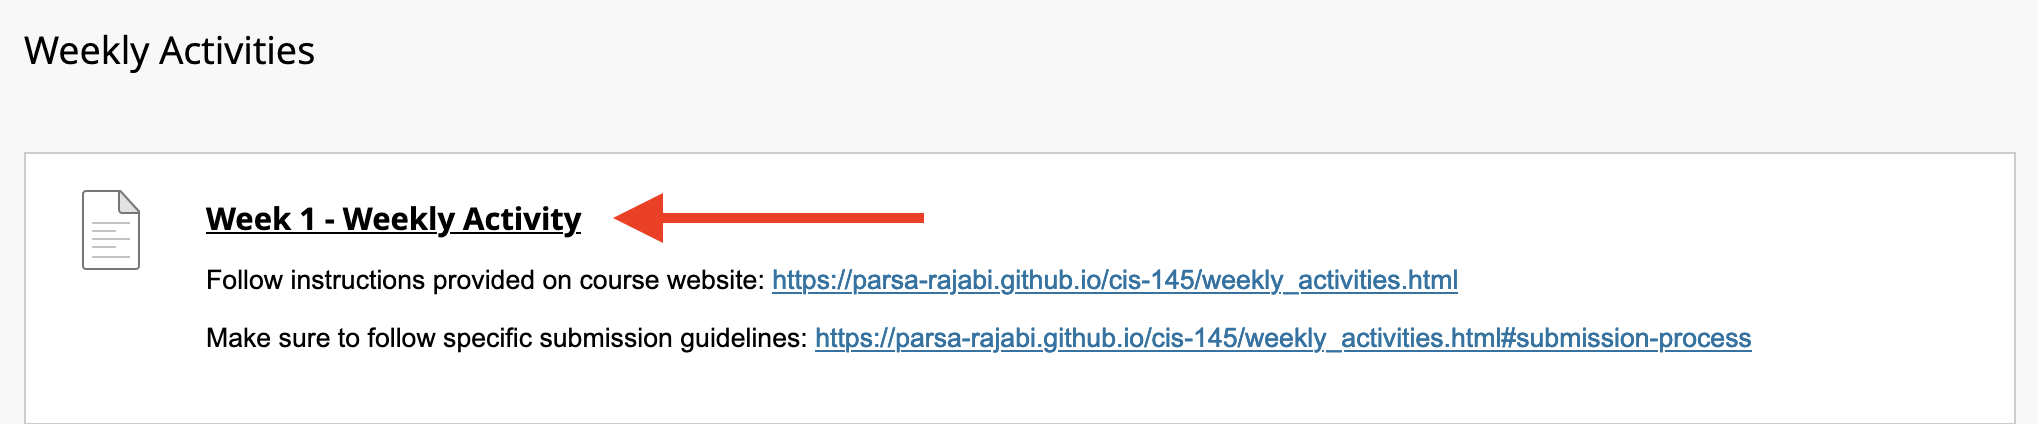 Weekly Activities
Week 1 - Weekly Activity
Follow instructions provided on course website: https://parsa-rajabi.github.io/cis-145/weekly_activities.html
Make sure to follow specific submission guidelines: https://parsa-rajabi.github.io/cis-145/weekly_activities.html#submission-process